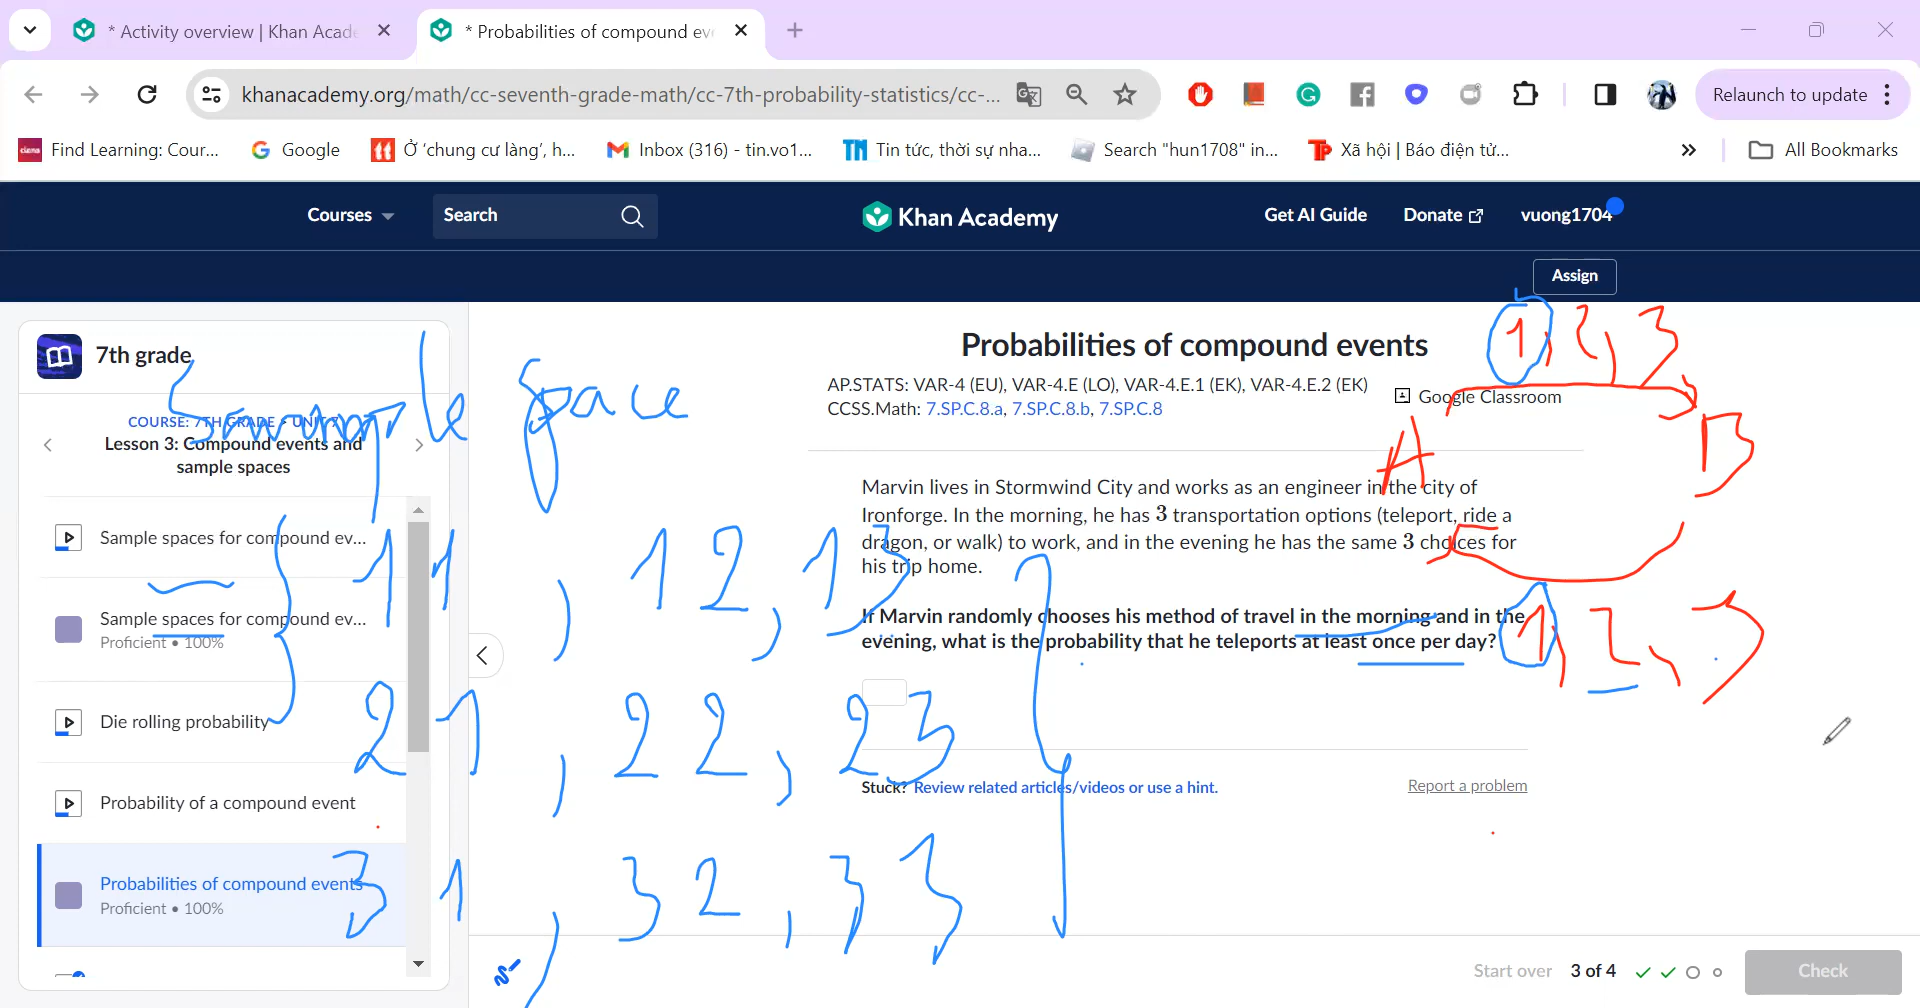 * Activity overview | Khan Acade
* Probabilities of compound eve
khanacademy.org/math/cc-seventh-grade-math/cc-7th-probability-statistics/cc-...
Relaunch to update
Find Learning: Cour...
Google
Ở 'chung cư làng', h...
Inbox (316) - tin.vo1...
Tin tức, thời sự nha...
Search "hun1708" in...
Xã hội | Báo điện tử...
All Bookmarks
Courses
Search
Khan Academy
Get AI Guide
Donate
vuong1704
Assign
7th grade
COURSE: 7TH GRADE > UNIT 7
Lesson 3: Compound events and
sample spaces
Sample spaces for compound ev...
Sample spaces for compound ev...
Proficient • 100%
Die rolling probability
Probability of a compound event
Probabilities of compound events
Proficient • 100%
Sample Space
11, 12, 13
21, 22, 23
31, 32, 33
Probabilities of compound events
AP.STATS: VAR-4 (EU), VAR-4.E (LO), VAR-4.E.1 (EK), VAR-4.E.2 (EK)
CCSS.Math: 7.SP.C.8.a, 7.SP.C.8.b, 7.SP.C.8
Google Classroom
1, 2, 3
A
B
1, 2, 3
Marvin lives in Stormwind City and works as an engineer in the city of
Ironforge. In the morning, he has 3 transportation options (teleport, ride a
dragon, or walk) to work, and in the evening he has the same 3 choices for
his trip home.
If Marvin randomly chooses his method of travel in the morning and in the
evening, what is the probability that he teleports at least once per day?
Stuck? Review related articles/videos or use a hint.
Report a problem
Start over
3 of 4
Check